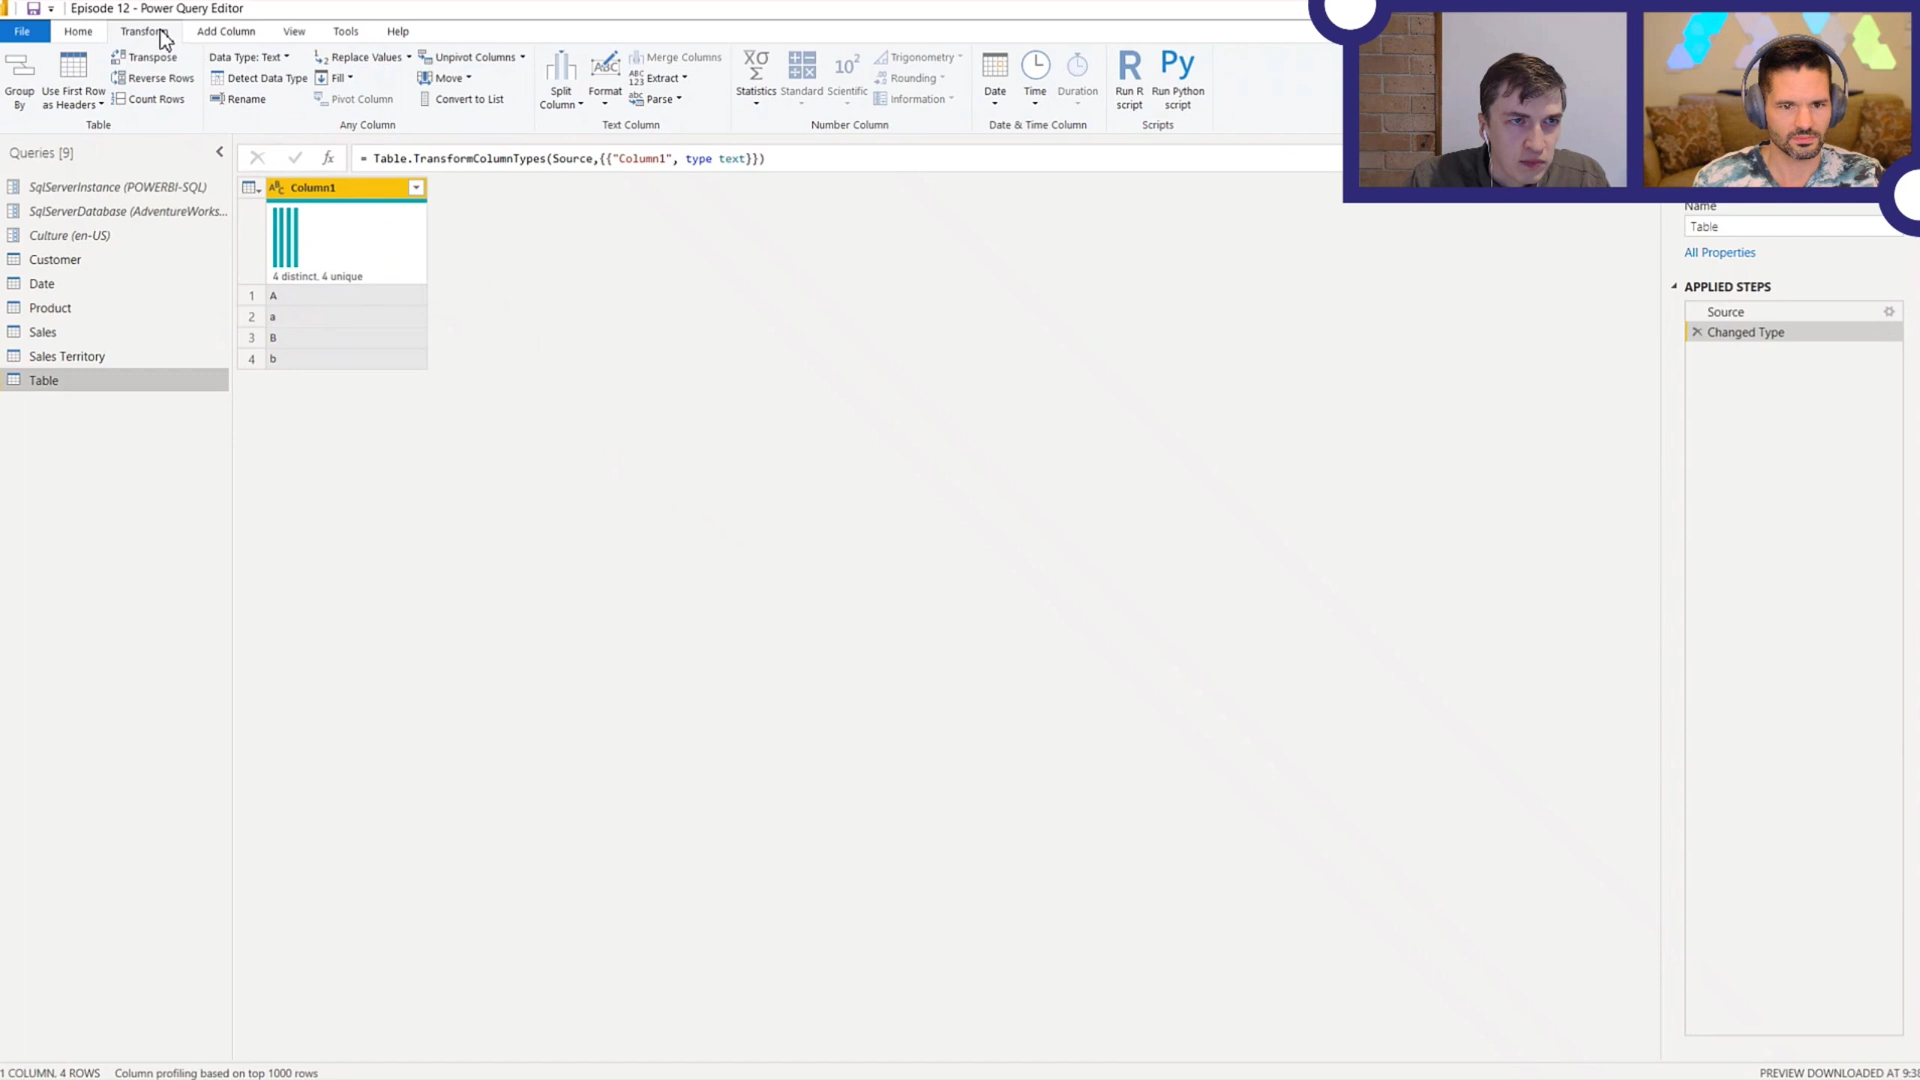 Episode 12 - Power Query Editor
File Home Transform Add Column View Tools Help
Group By
Use First Row as Headers
Transpose
Reverse Rows
Count Rows
Table
Data Type: Text
Detect Data Type
Rename
Replace Values
Fill
Pivot Column
Unpivot Columns
Move
Convert to List
Any Column
Split Column
Format
Merge Columns
Extract
Parse
Text Column
Statistics
Standard
Scientific
Trigonometry
Rounding
Information
Number Column
Date
Time
Duration
Date & Time Column
Run R script
Run Python script
Scripts
Queries [9]
SqlServerInstance (POWERBI-SQL)
SqlServerDatabase (AdventureWorks...
Culture (en-US)
Customer
Date
Product
Sales
Sales Territory
Table
= Table.TransformColumnTypes(Source,{{"Column1", type text}})
Column1
4 distinct, 4 unique
1 A
2 a
3 B
4 b
Name
Table
All Properties
APPLIED STEPS
Source
Changed Type
1 COLUMN, 4 ROWS Column profiling based on top 1000 rows
PREVIEW DOWNLOADED AT 9:38